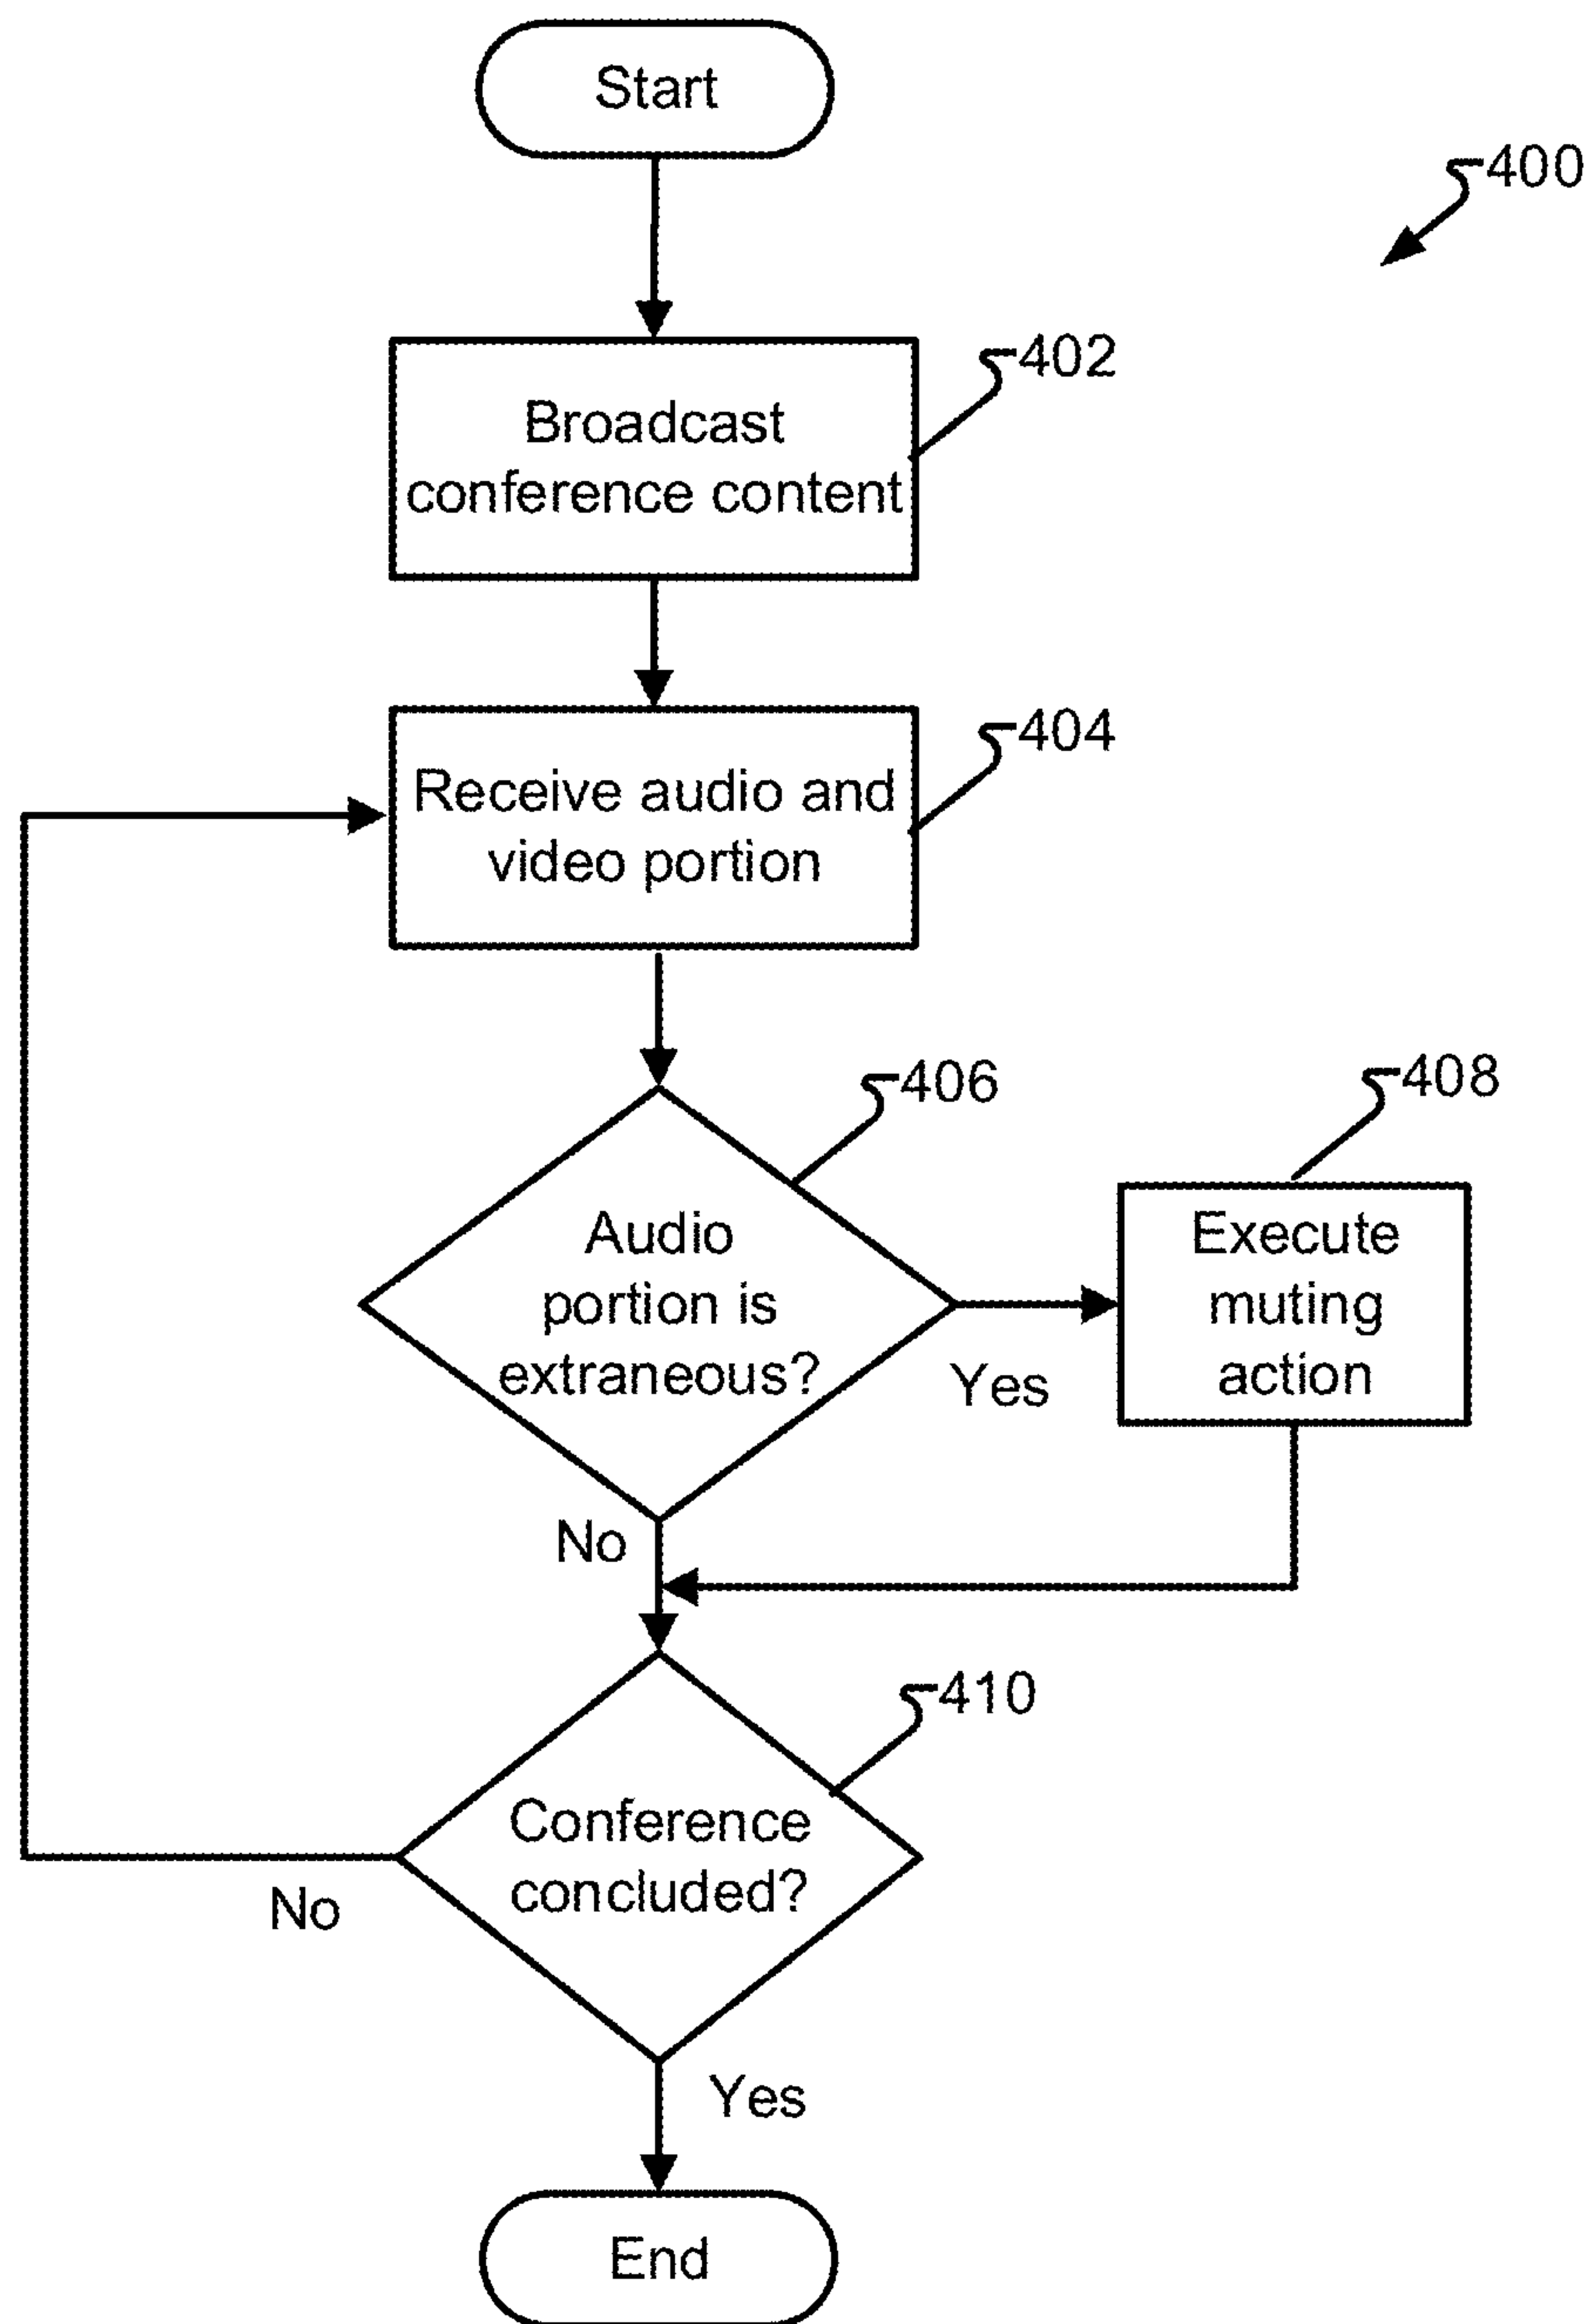 Start
400
402
Broadcast
conference content
404
Receive audio and
video portion
406
408
Audio
portion is
extraneous?
Execute
muting
action
Yes
No
410
Conference
concluded?
No
Yes
End